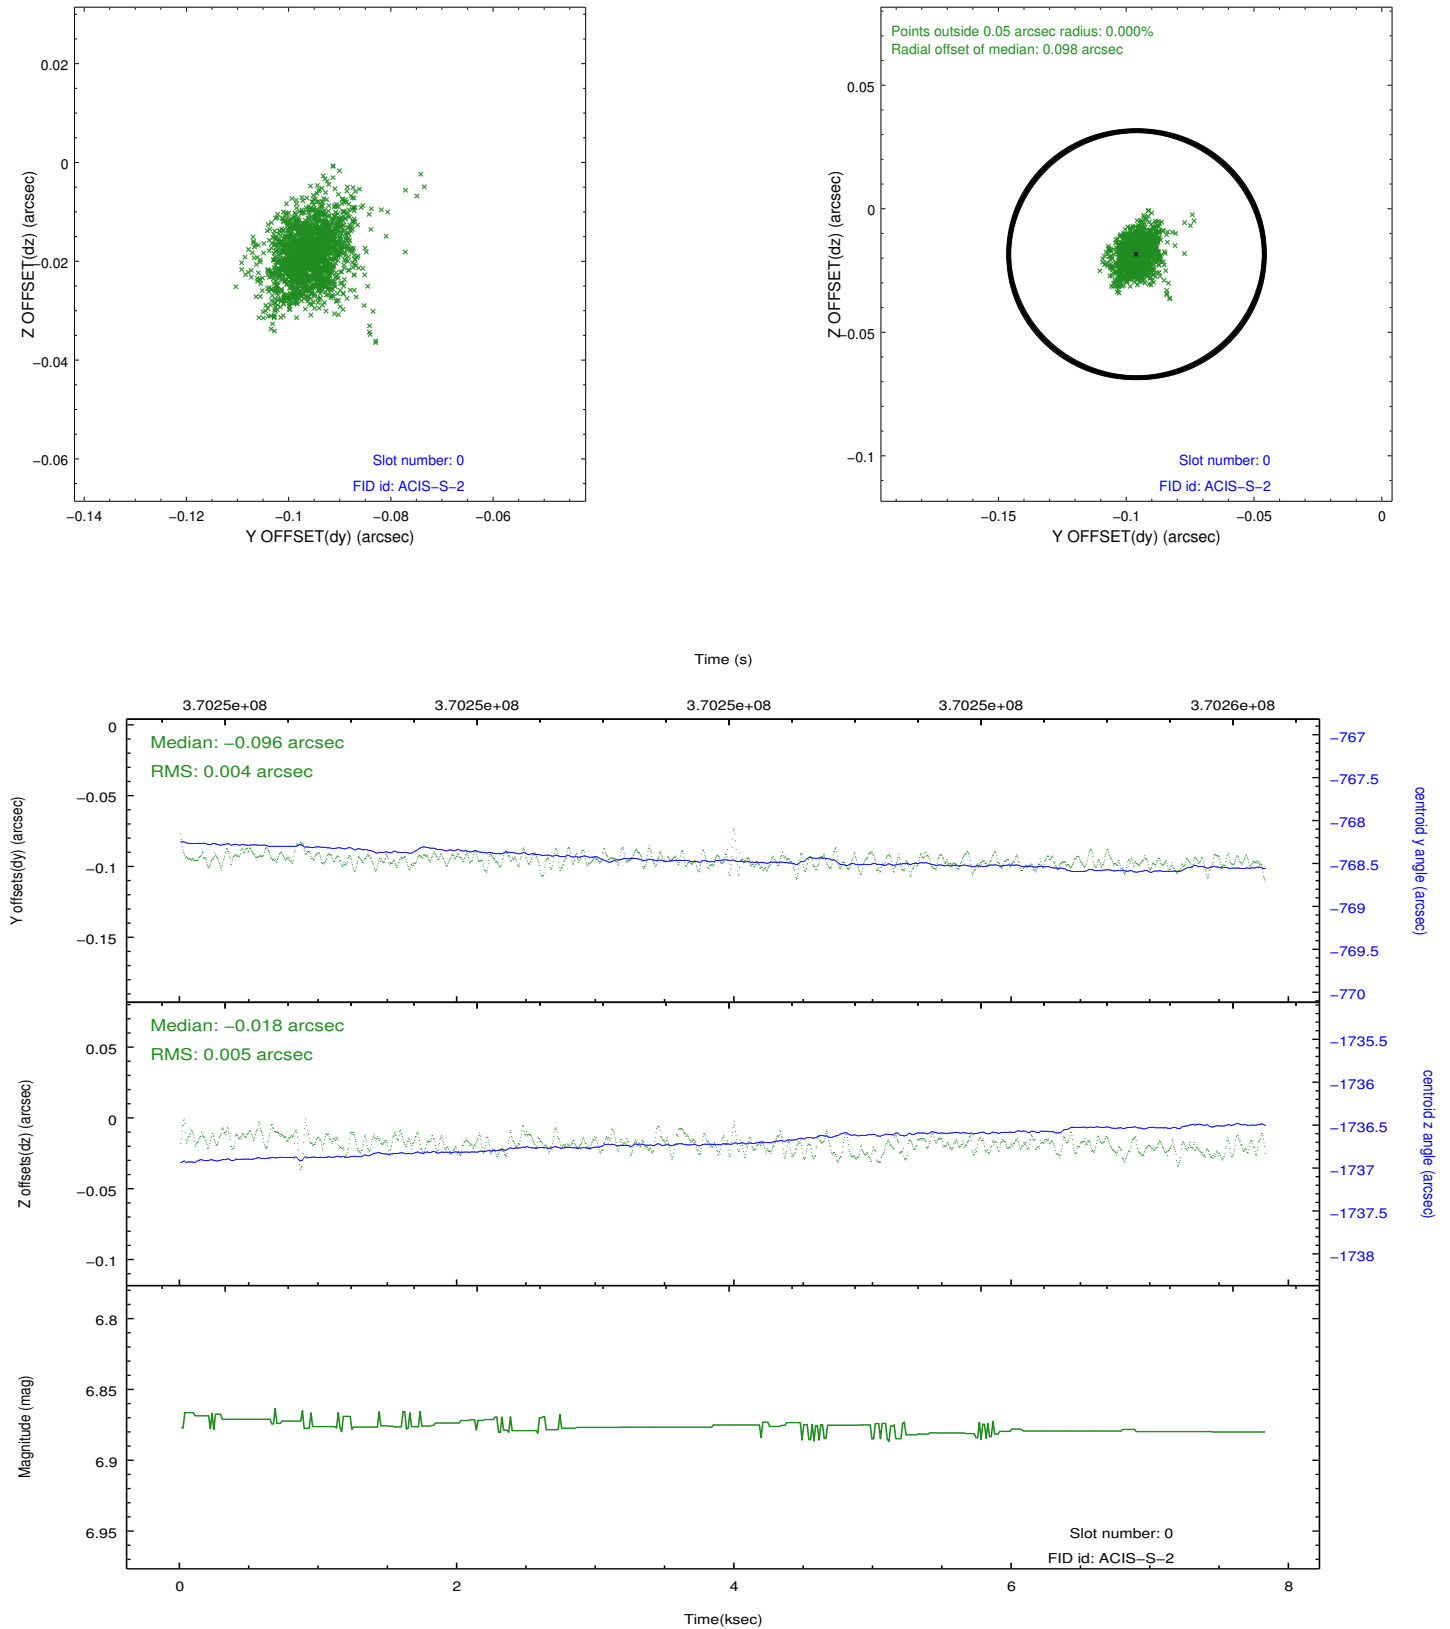 0.02
0
−0.02
−0.04
−0.06
Z OFFSET(dz) (arcsec)
Slot number: 0
FID id: ACIS−S−2
−0.14
−0.12
−0.1
−0.08
−0.06
Y OFFSET(dy) (arcsec)
Points outside 0.05 arcsec radius: 0.000%
Radial offset of median: 0.098 arcsec
0.05
0
−0.05
−0.1
Z OFFSET(dz) (arcsec)
Slot number: 0
FID id: ACIS−S−2
−0.15
−0.1
−0.05
0
Y OFFSET(dy) (arcsec)
Time (s)
3.7025e+08
3.7025e+08
3.7025e+08
3.7025e+08
3.7026e+08
Median: −0.096 arcsec
RMS: 0.004 arcsec
0
−0.05
−0.1
−0.15
Y offsets(dy) (arcsec)
−767
−767.5
−768
−768.5
−769
−769.5
−770
centroid y angle (arcsec)
Median: −0.018 arcsec
RMS: 0.005 arcsec
0.05
0
−0.05
−0.1
Z offsets(dz) (arcsec)
−1735.5
−1736
−1736.5
−1737
−1737.5
−1738
centroid z angle (arcsec)
6.8
6.85
6.9
6.95
Magnitude (mag)
Slot number: 0
FID id: ACIS−S−2
0
2
4
6
8
Time(ksec)